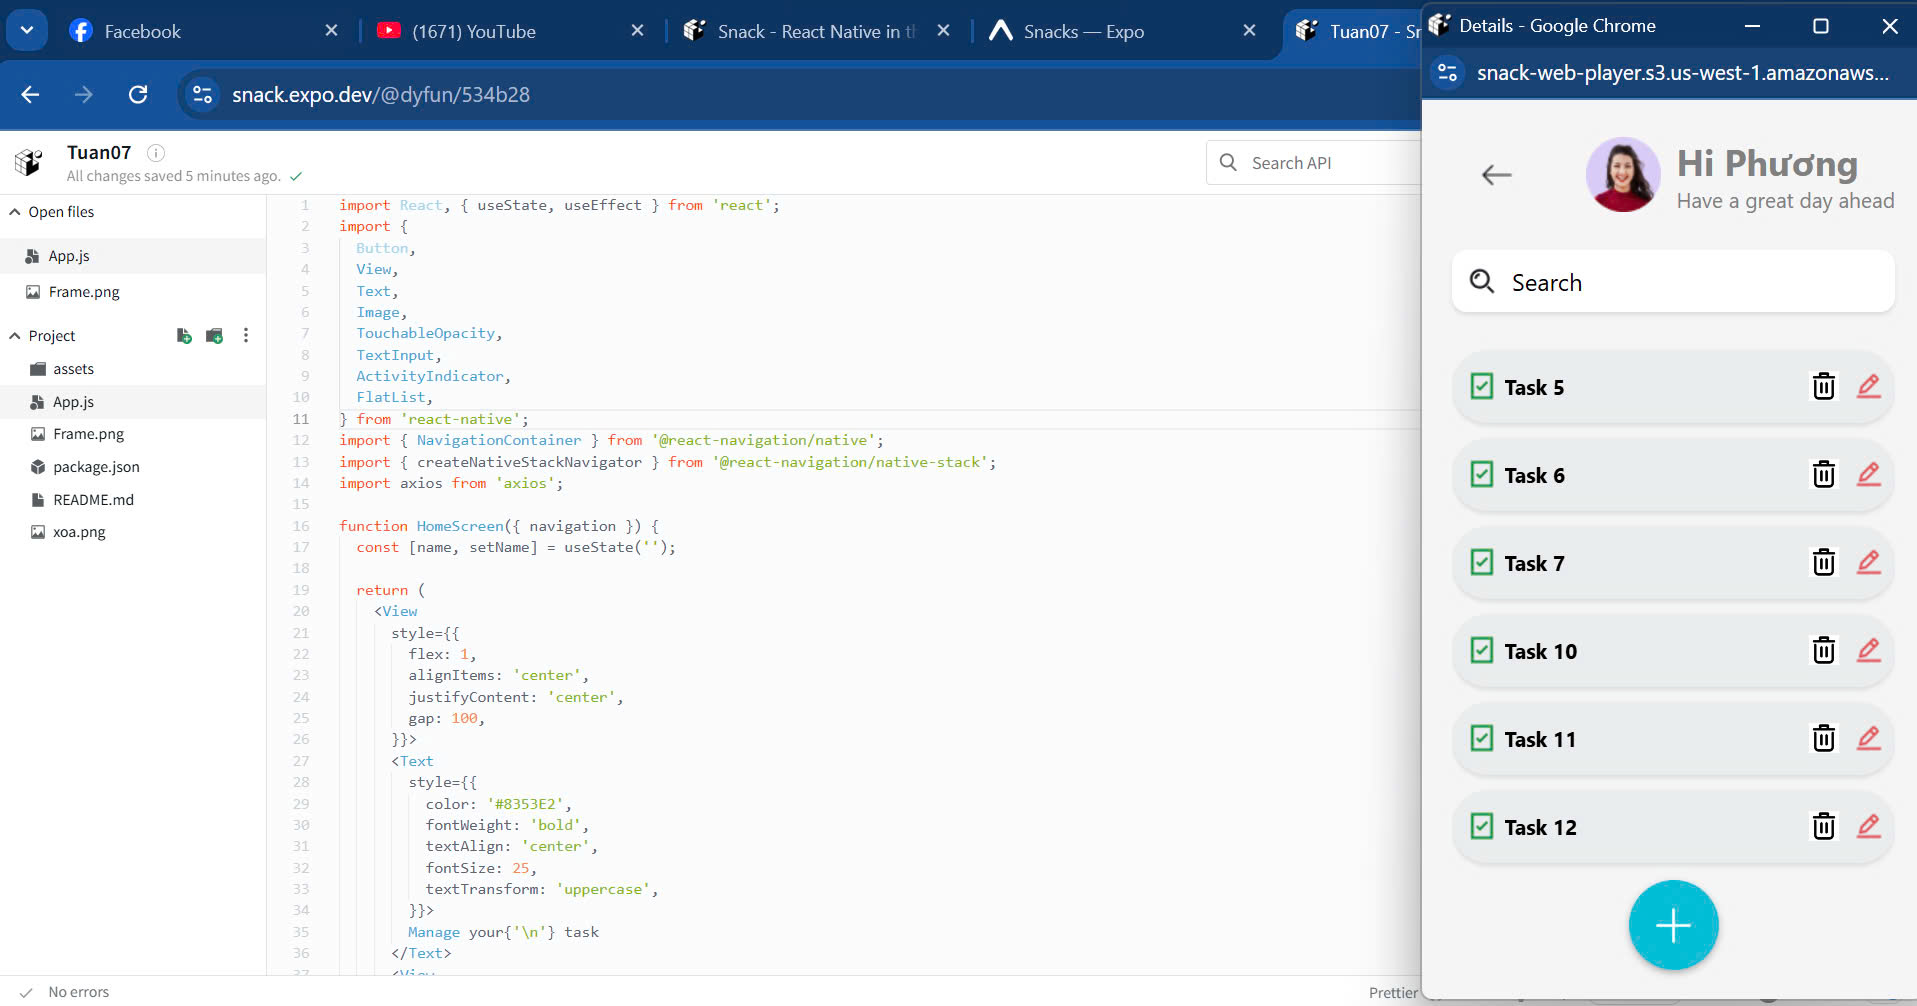 Facebook
(1671) YouTube
Snack - React Native in th
Snacks — Expo
Tuan07 - Sn
snack.expo.dev/@dyfun/534b28
Tuan07
All changes saved 5 minutes ago.
Search API
Open files
App.js
Frame.png
Project
assets
App.js
Frame.png
package.json
README.md
xoa.png
1 import React, { useState, useEffect } from 'react';
2 import {
3 Button,
4 View,
5 Text,
6 Image,
7 TouchableOpacity,
8 TextInput,
9 ActivityIndicator,
10 FlatList,
11 } from 'react-native';
12 import { NavigationContainer } from '@react-navigation/native';
13 import { createNativeStackNavigator } from '@react-navigation/native-stack';
14 import axios from 'axios';
15
16 function HomeScreen({ navigation }) {
17 const [name, setName] = useState('');
18
19 return (
20 <View
21 style={{
22 flex: 1,
23 alignItems: 'center',
24 justifyContent: 'center',
25 gap: 100,
26 }}>
27 <Text
28 style={{
29 color: '#8353E2',
30 fontWeight: 'bold',
31 textAlign: 'center',
32 fontSize: 25,
33 textTransform: 'uppercase',
34 }}>
35 Manage your{'\n'} task
36 </Text>
37 <View
No errors
Prettier
Details - Google Chrome
snack-web-player.s3.us-west-1.amazonaws...
Hi Phương
Have a great day ahead
Search
Task 5
Task 6
Task 7
Task 10
Task 11
Task 12